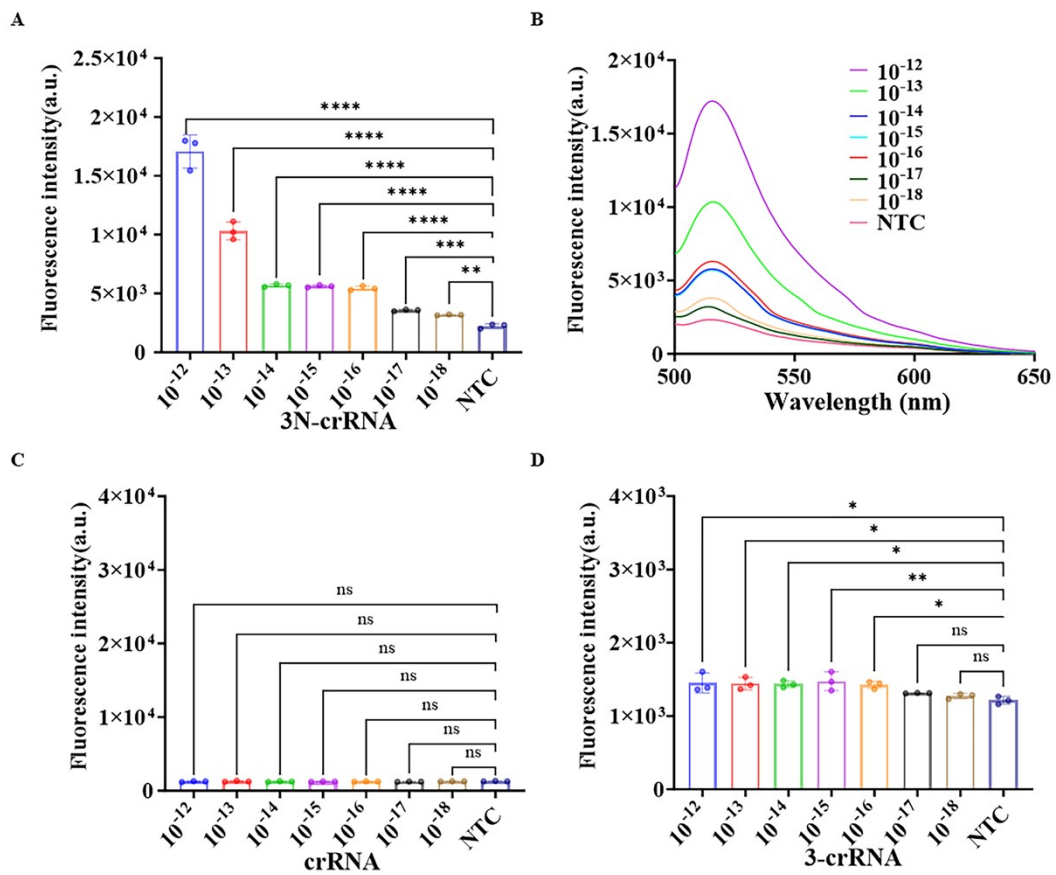 A
Fluorescence intensity(a.u.)
2.5×10⁴
2×10⁴
1.5×10⁴
1×10⁴
5×10³
0
****
****
****
****
****
***
**
10⁻¹²
10⁻¹³
10⁻¹⁴
10⁻¹⁵
10⁻¹⁶
10⁻¹⁷
10⁻¹⁸
NTC
3N-crRNA
B
Fluorescence intensity(a.u.)
2×10⁴
1.5×10⁴
1×10⁴
5×10³
0
10⁻¹²
10⁻¹³
10⁻¹⁴
10⁻¹⁵
10⁻¹⁶
10⁻¹⁷
10⁻¹⁸
NTC
500
550
600
650
Wavelength (nm)
C
Fluorescence intensity(a.u.)
4×10⁴
3×10⁴
2×10⁴
1×10⁴
0
ns
ns
ns
ns
ns
ns
ns
10⁻¹²
10⁻¹³
10⁻¹⁴
10⁻¹⁵
10⁻¹⁶
10⁻¹⁷
10⁻¹⁸
NTC
crRNA
D
Fluorescence intensity(a.u.)
4×10³
3×10³
2×10³
1×10³
0
*
*
*
**
*
ns
ns
10⁻¹²
10⁻¹³
10⁻¹⁴
10⁻¹⁵
10⁻¹⁶
10⁻¹⁷
10⁻¹⁸
NTC
3-crRNA